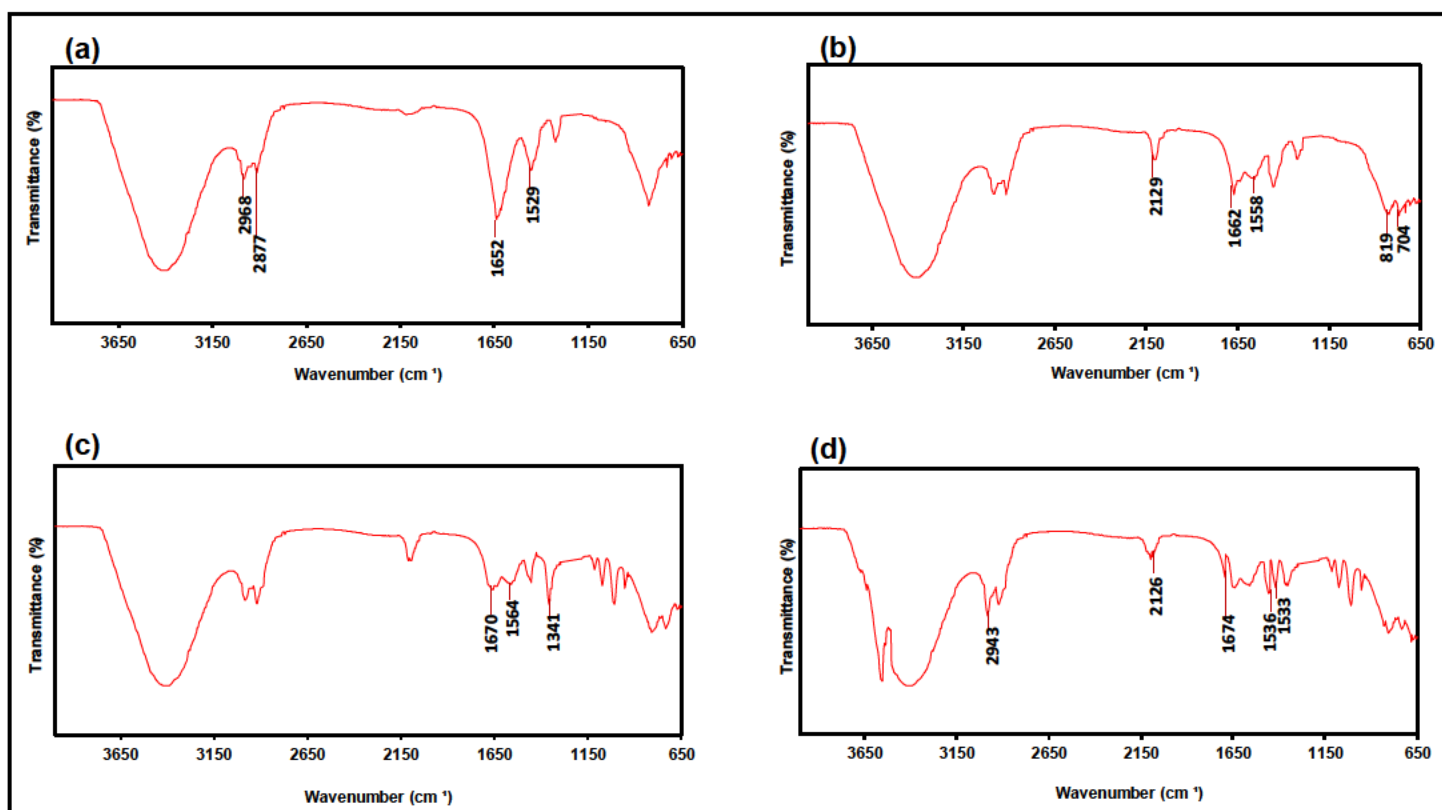 (a)
Transmittance (%)
2968
2877
1652
1529
3650 3150 2650 2150 1650 1150 650
Wavenumber (cm ¹)
(b)
Transmittance (%)
2129
1662
1558
819
704
3650 3150 2650 2150 1650 1150 650
Wavenumber (cm ¹)
(c)
Transmittance (%)
1670
1564
1341
3650 3150 2650 2150 1650 1150 650
Wavenumber (cm ¹)
(d)
Transmittance (%)
2943
2126
1674
1536
1533
3650 3150 2650 2150 1650 1150 650
Wavenumber (cm ¹)